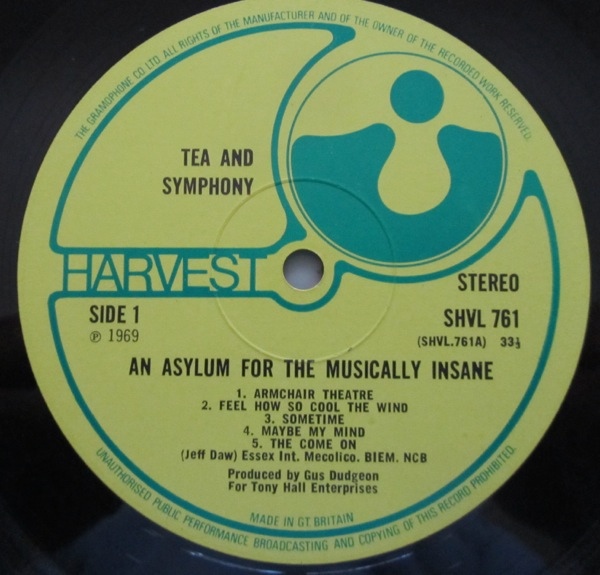 THE GRAMOPHONE CO. LTD. ALL RIGHTS OF THE MANUFACTURER AND OF THE OWNER OF THE RECORDED WORK RESERVED.
TEA AND
SYMPHONY
HARVEST
STEREO
SIDE 1
SHVL 761
℗ 1969
(SHVL.761A) 33⅓
AN ASYLUM FOR THE MUSICALLY INSANE
1. ARMCHAIR THEATRE
2. FEEL HOW SO COOL THE WIND
3. SOMETIME
4. MAYBE MY MIND
5. THE COME ON
(Jeff Daw) Essex Int. Mecolico. BIEM. NCB
Produced by Gus Dudgeon
For Tony Hall Enterprises
MADE IN GT. BRITAIN
UNAUTHORISED PUBLIC PERFORMANCE BROADCASTING AND COPYING OF THIS RECORD PROHIBITED.